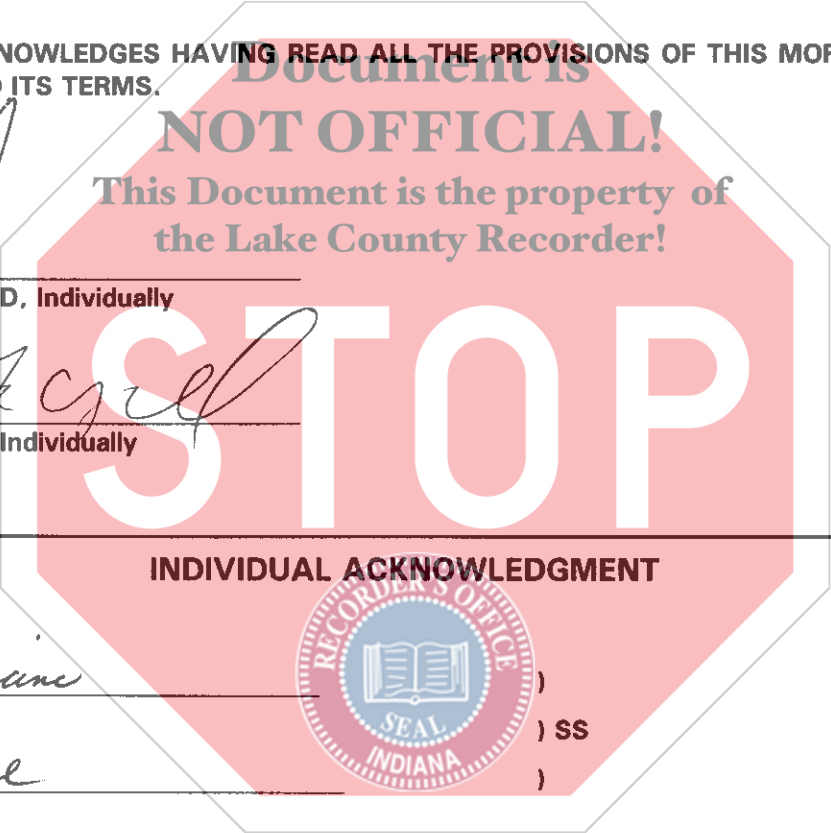 NOWLEDGES HAVING READ ALL THE PROVISIONS OF THIS MOR
ITS TERMS.
Document is
NOT OFFICIAL!
This Document is the property of
the Lake County Recorder!
D, Individually
Individually
STOP
INDIVIDUAL ACKNOWLEDGMENT
RECORDER'S OFFICE
SEAL
INDIANA
)
) SS
)